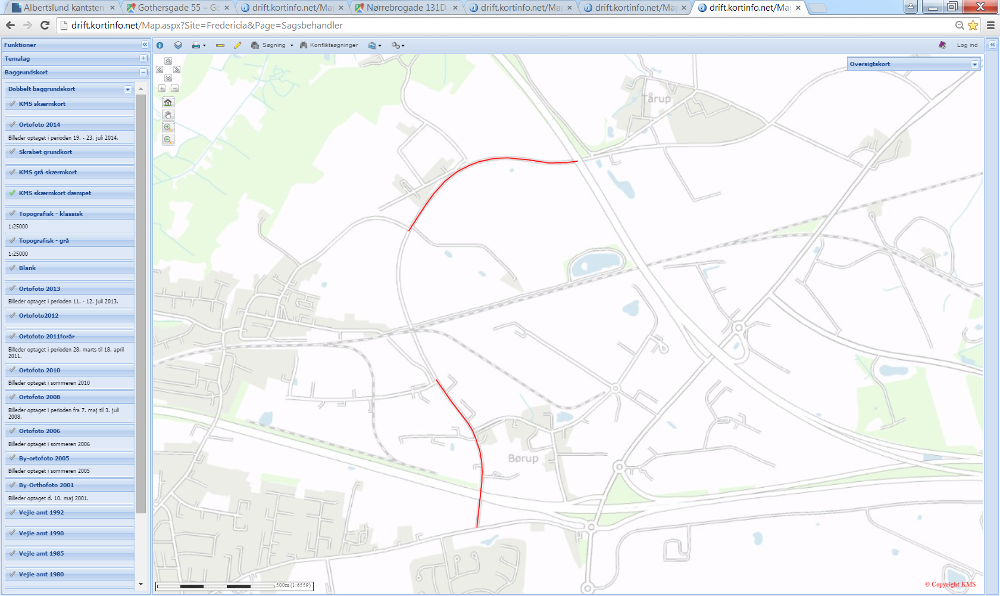 Albertslund kantsten
Gothersgade 55 – Go
drift.kortinfo.net/Map
Nørrebrogade 131D
drift.kortinfo.net/Map
drift.kortinfo.net/Map
drift.kortinfo.net/Map
drift.kortinfo.net/Map.aspx?Site=Fredericia&Page=Sagsbehandler
Funktioner
Søgning
Konfliktsøgninger
Log ind
Temalag
Baggrundskort
Oversigtskort
Dobbelt baggrundskort
KMS skærmkort
Ortofoto 2014
Billeder optaget i perioden 19. - 23. juli 2014.
Skrabet grundkort
KMS grå skærmkort
KMS skærmkort dæmpet
Topografisk - klassisk
1:25000
Topografisk - grå
1:25000
Blank
Ortofoto 2013
Billeder optaget i perioden 11. - 12. juli 2013.
Ortofoto2012
Ortofoto 2011forår
Billeder optaget i perioden 28. marts til 18. april
2011.
Ortofoto 2010
Billeder optaget i sommeren 2010
Ortofoto 2008
Billeder optaget i perioden fra 7. maj til 3. juli
2008.
Ortofoto 2006
Billeder optaget i sommeren 2006
By-ortofoto 2005
Billeder optaget i sommeren 2005
By-Orthofoto 2001
Billeder optaget d. 10. maj 2001.
Vejle amt 1992
Vejle amt 1990
Vejle amt 1985
Vejle amt 1980
Tårup
Børup
500m (1:6559)
© Copyright KMS